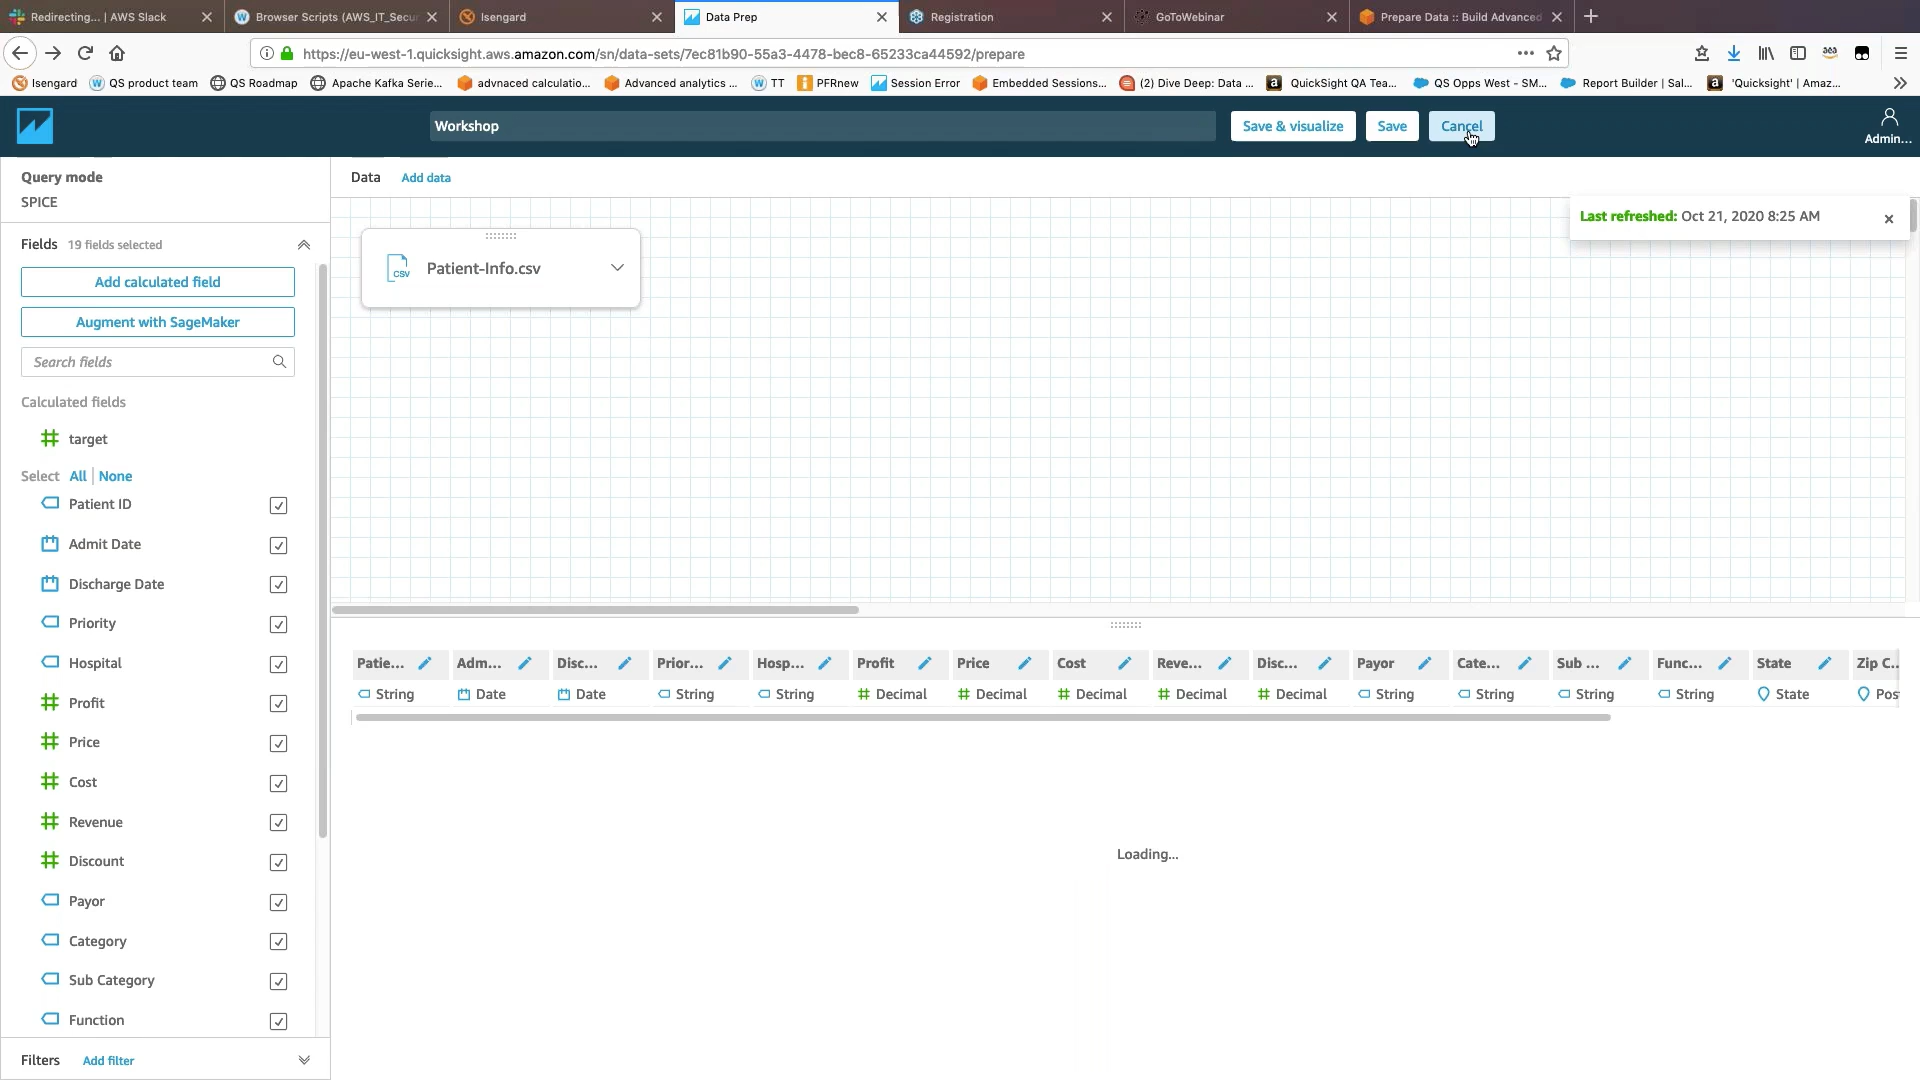 Redirecting... | AWS Slack
Browser Scripts (AWS_IT_Secu
Isengard
Data Prep
Registration
GoToWebinar
Prepare Data :: Build Advanced
https://eu-west-1.quicksight.aws.amazon.com/sn/data-sets/7ec81b90-55a3-4478-bec8-65233ca44592/prepare
Isengard
QS product team
QS Roadmap
Apache Kafka Serie...
advnaced calculatio...
Advanced analytics ...
TT
PFRnew
Session Error
Embedded Sessions...
(2) Dive Deep: Data ...
QuickSight QA Tea...
QS Opps West - SM...
Report Builder | Sal...
'Quicksight' | Amaz...
Workshop
Save & visualize
Save
Cancel
Admin...
Query mode
SPICE
Data
Add data
Last refreshed: Oct 21, 2020 8:25 AM
Fields 19 fields selected
Add calculated field
Augment with SageMaker
Search fields
Calculated fields
target
Select All | None
Patient ID
Admit Date
Discharge Date
Priority
Hospital
Profit
Price
Cost
Revenue
Discount
Payor
Category
Sub Category
Function
Filters
Add filter
CSV
Patient-Info.csv
Patie...
Adm...
Disc...
Prior...
Hosp...
Profit
Price
Cost
Reve...
Disc...
Payor
Cate...
Sub ...
Func...
State
Zip C...
String
Date
Date
String
String
Decimal
Decimal
Decimal
Decimal
Decimal
String
String
String
String
State
Pos
Loading...